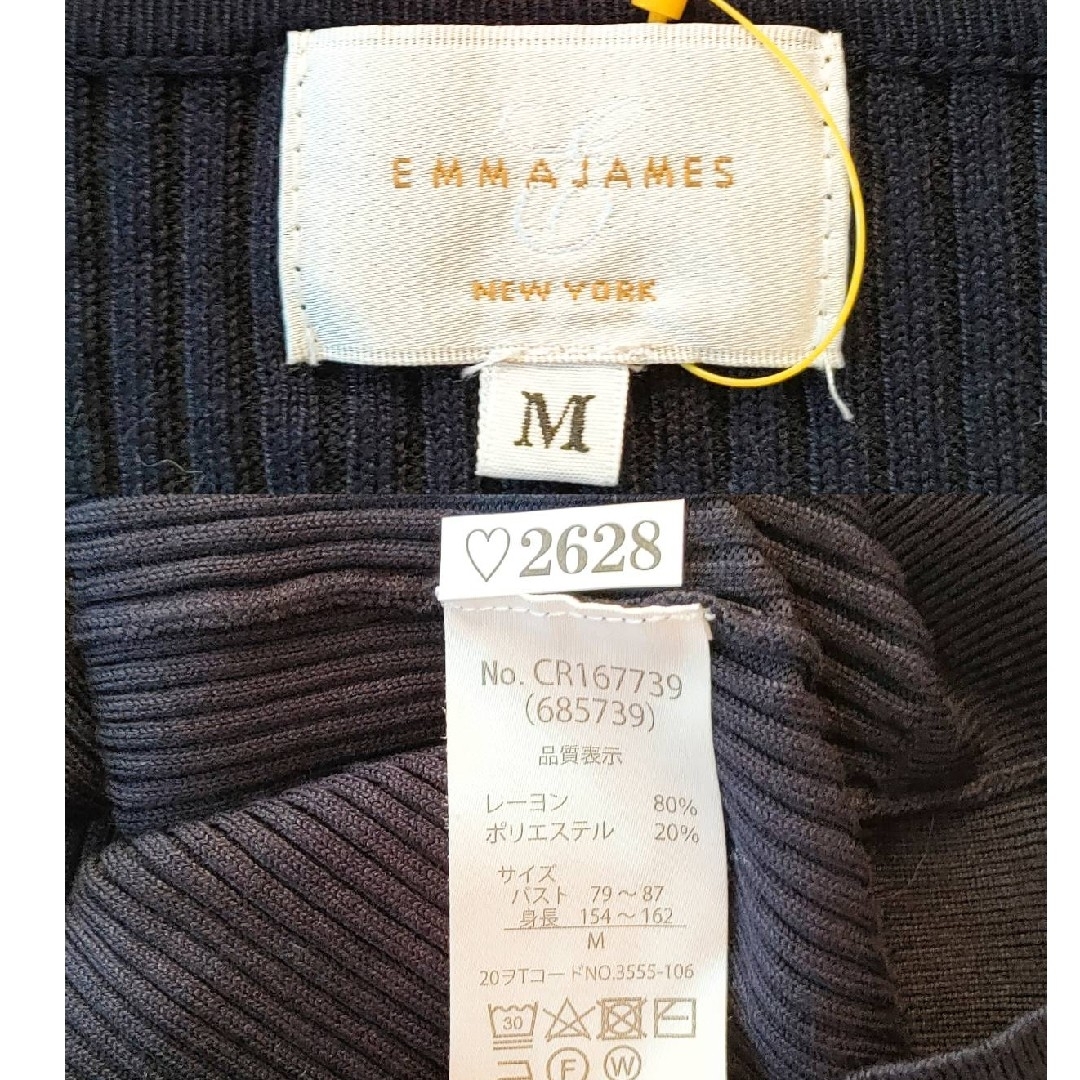 EMMAJAMES
NEW YORK
M
♡2628
No. CR167739
(685739)
品質表示
レーヨン 80%
ポリエステル 20%
サイズ
バスト 79～87
身長 154～162
M
20ヲTコードNO.3555-106
30
F W